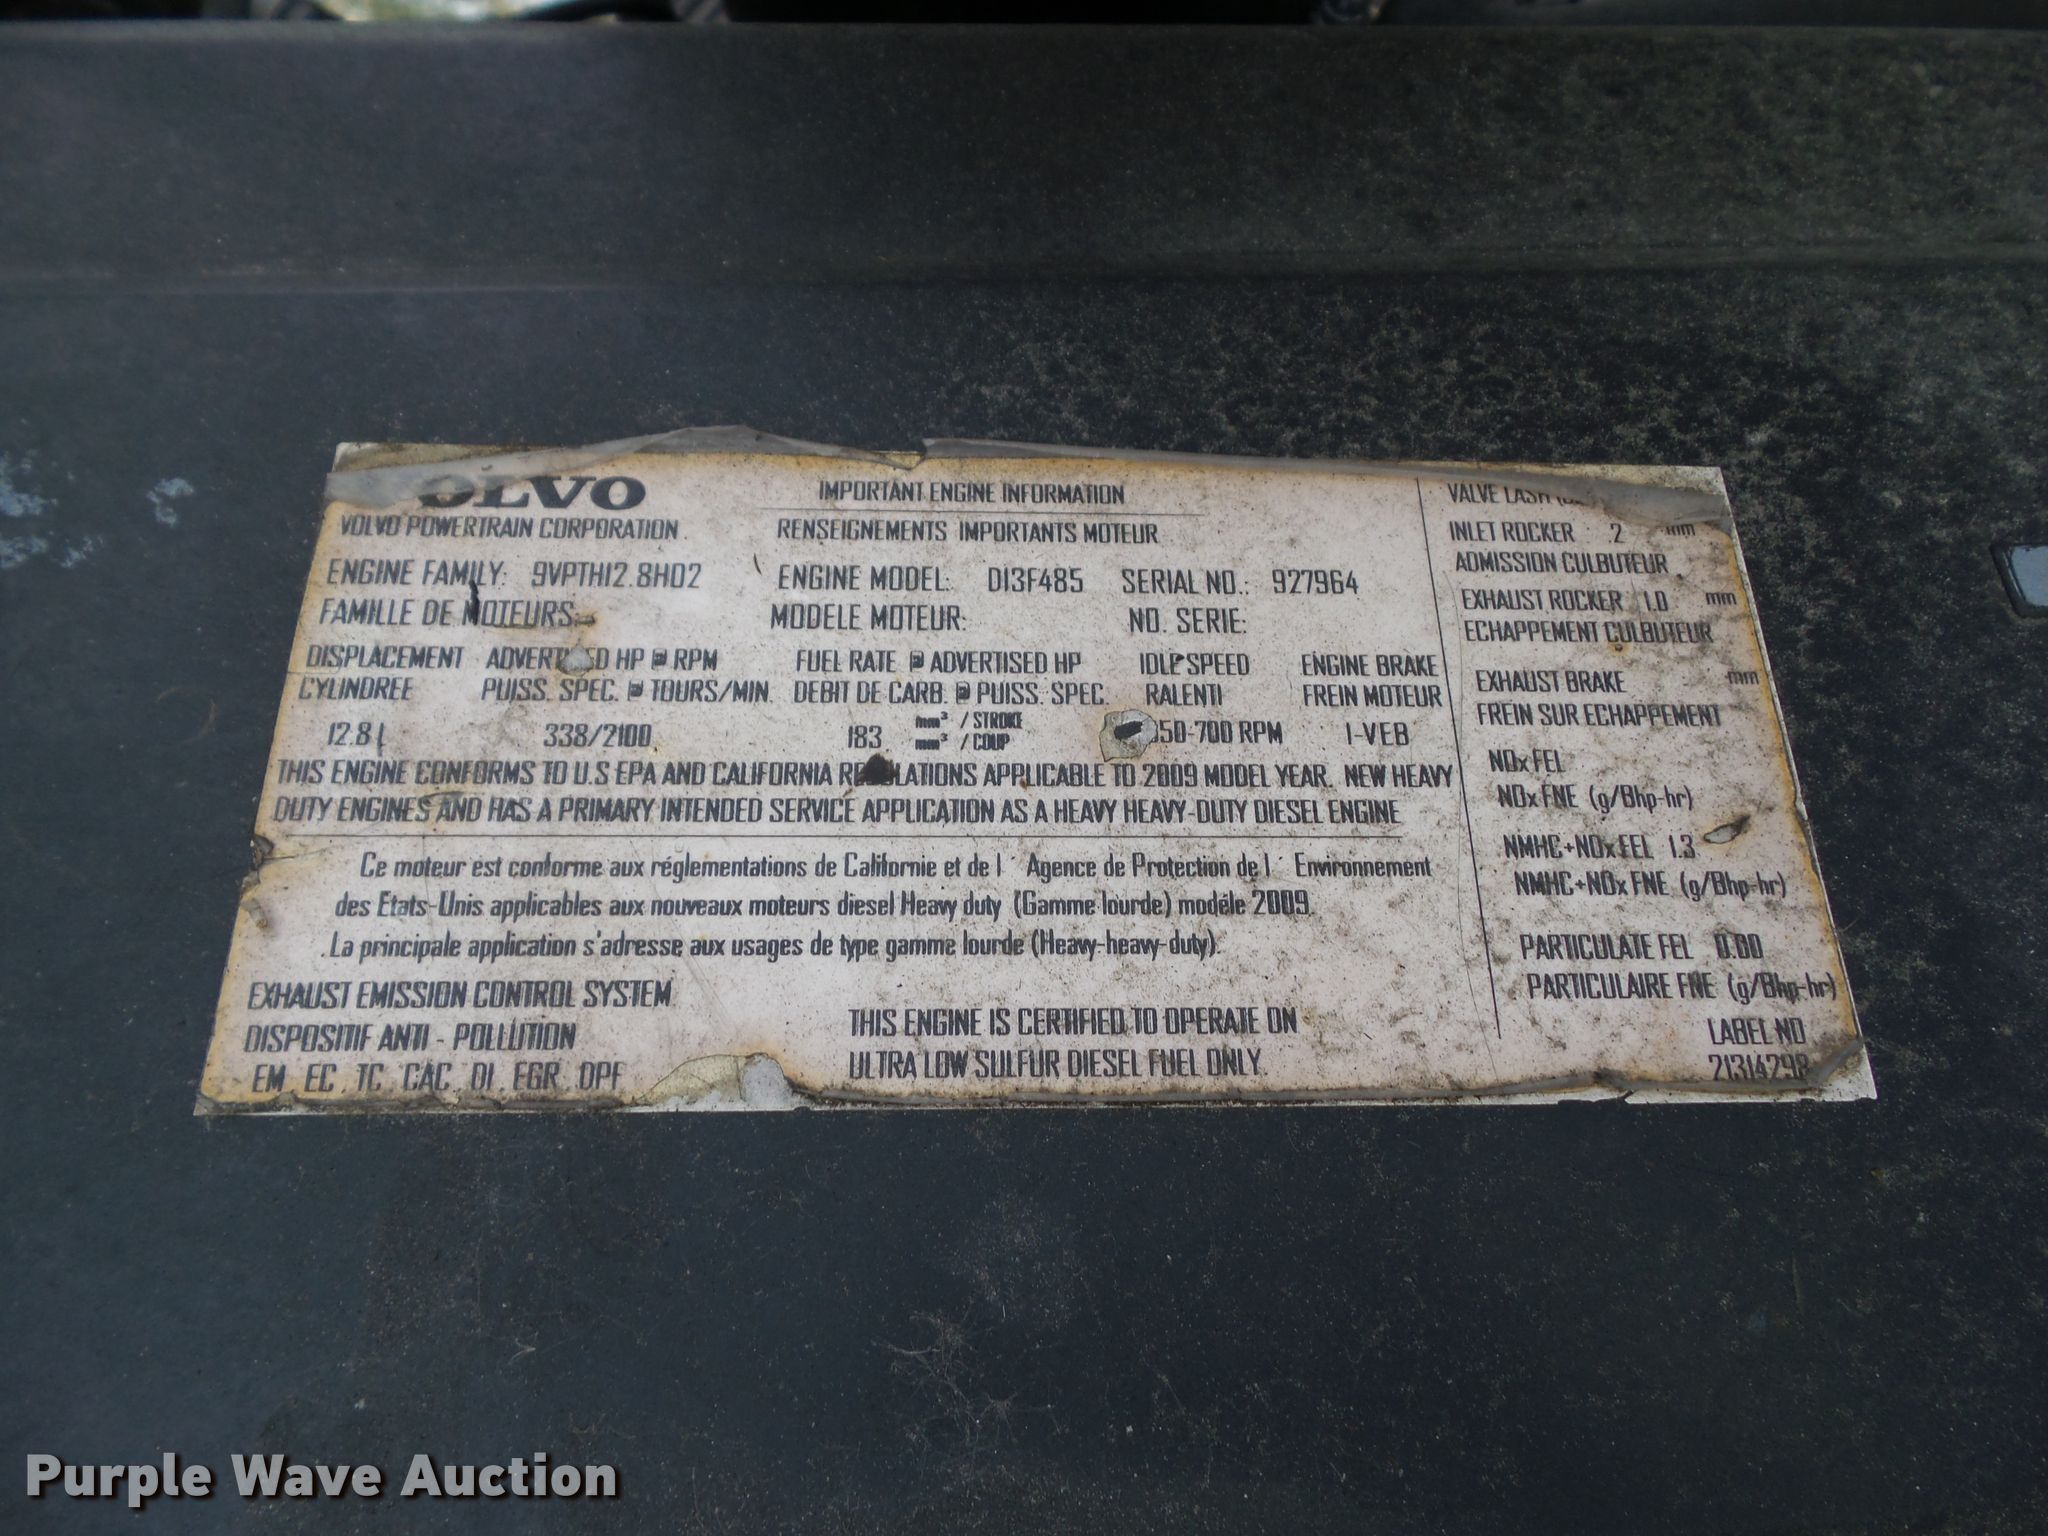 VOLVO
VOLVO POWERTRAIN CORPORATION
IMPORTANT ENGINE INFORMATION
RENSEIGNEMENTS IMPORTANTS MOTEUR
ENGINE FAMILY: 9VPTH12.8H02 ENGINE MODEL: D13F485 SERIAL NO.: 927964
FAMILLE DE MOTEURS: MODELE MOTEUR: NO. SERIE:
DISPLACEMENT ADVERTISED HP @ RPM FUEL RATE @ ADVERTISED HP IDLE SPEED ENGINE BRAKE
CYLINDREE PUISS. SPEC. @ TOURS/MIN. DEBIT DE CARB. @ PUISS. SPEC. RALENTI FREIN MOTEUR
12.8 l 338/2100 183 mm³ / STROKE 50-700 RPM 1-VEB
mm³ / COUP
THIS ENGINE CONFORMS TO U.S EPA AND CALIFORNIA REGULATIONS APPLICABLE TO 2009 MODEL YEAR. NEW HEAVY
DUTY ENGINES AND HAS A PRIMARY INTENDED SERVICE APPLICATION AS A HEAVY HEAVY-DUTY DIESEL ENGINE
Ce moteur est conforme aux réglementations de Californie et de l´ Agence de Protection de l´ Environnement
des Etats-Unis applicables aux nouveaux moteurs diesel Heavy duty (Gamme lourde) modèle 2009.
.La principale application s'adresse aux usages de type gamme lourde (Heavy-heavy-duty).
EXHAUST EMISSION CONTROL SYSTEM
DISPOSITIF ANTI - POLLUTION
EM , EC , TC , CAC , DI , EGR , DPF
THIS ENGINE IS CERTIFIED TO OPERATE ON
ULTRA LOW SULFUR DIESEL FUEL ONLY.
VALVE LASH
INLET ROCKER : .2 mm
ADMISSION CULBUTEUR
EXHAUST ROCKER 1.0 mm
ECHAPPEMENT CULBUTEUR
EXHAUST BRAKE mm
FREIN SUR ECHAPPEMENT
NOx FEL
NOx FNE (g/Bhp-hr)
NMHC+NOx FEL 1.3
NMHC+NOx FNE (g/Bhp-hr)
PARTICULATE FEL 0.00
PARTICULAIRE FNE (g/Bhp-hr)
LABEL NO
21314298
Purple Wave Auction